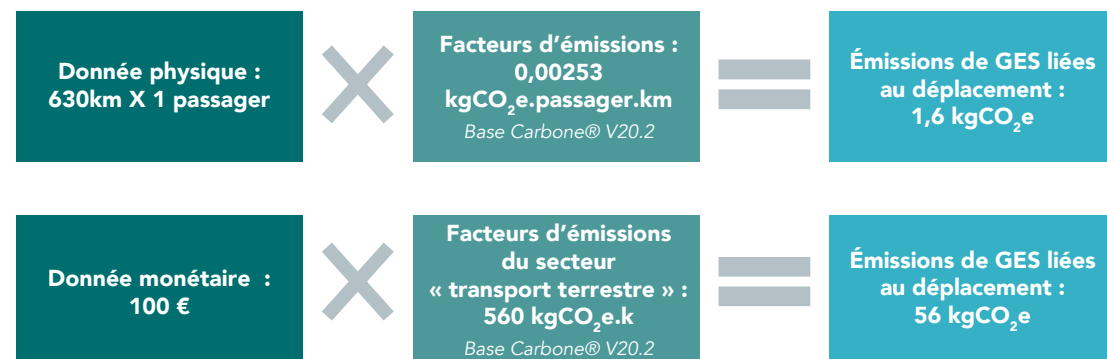 Donnée physique :
630km X 1 passager
Facteurs d’émissions :
0,00253
kgCO₂e.passager.km
Base Carbone® V20.2
Émissions de GES liées
au déplacement :
1,6 kgCO₂e
Donnée monétaire :
100 €
Facteurs d’émissions
du secteur
« transport terrestre » :
560 kgCO₂e.k
Base Carbone® V20.2
Émissions de GES liées
au déplacement :
56 kgCO₂e